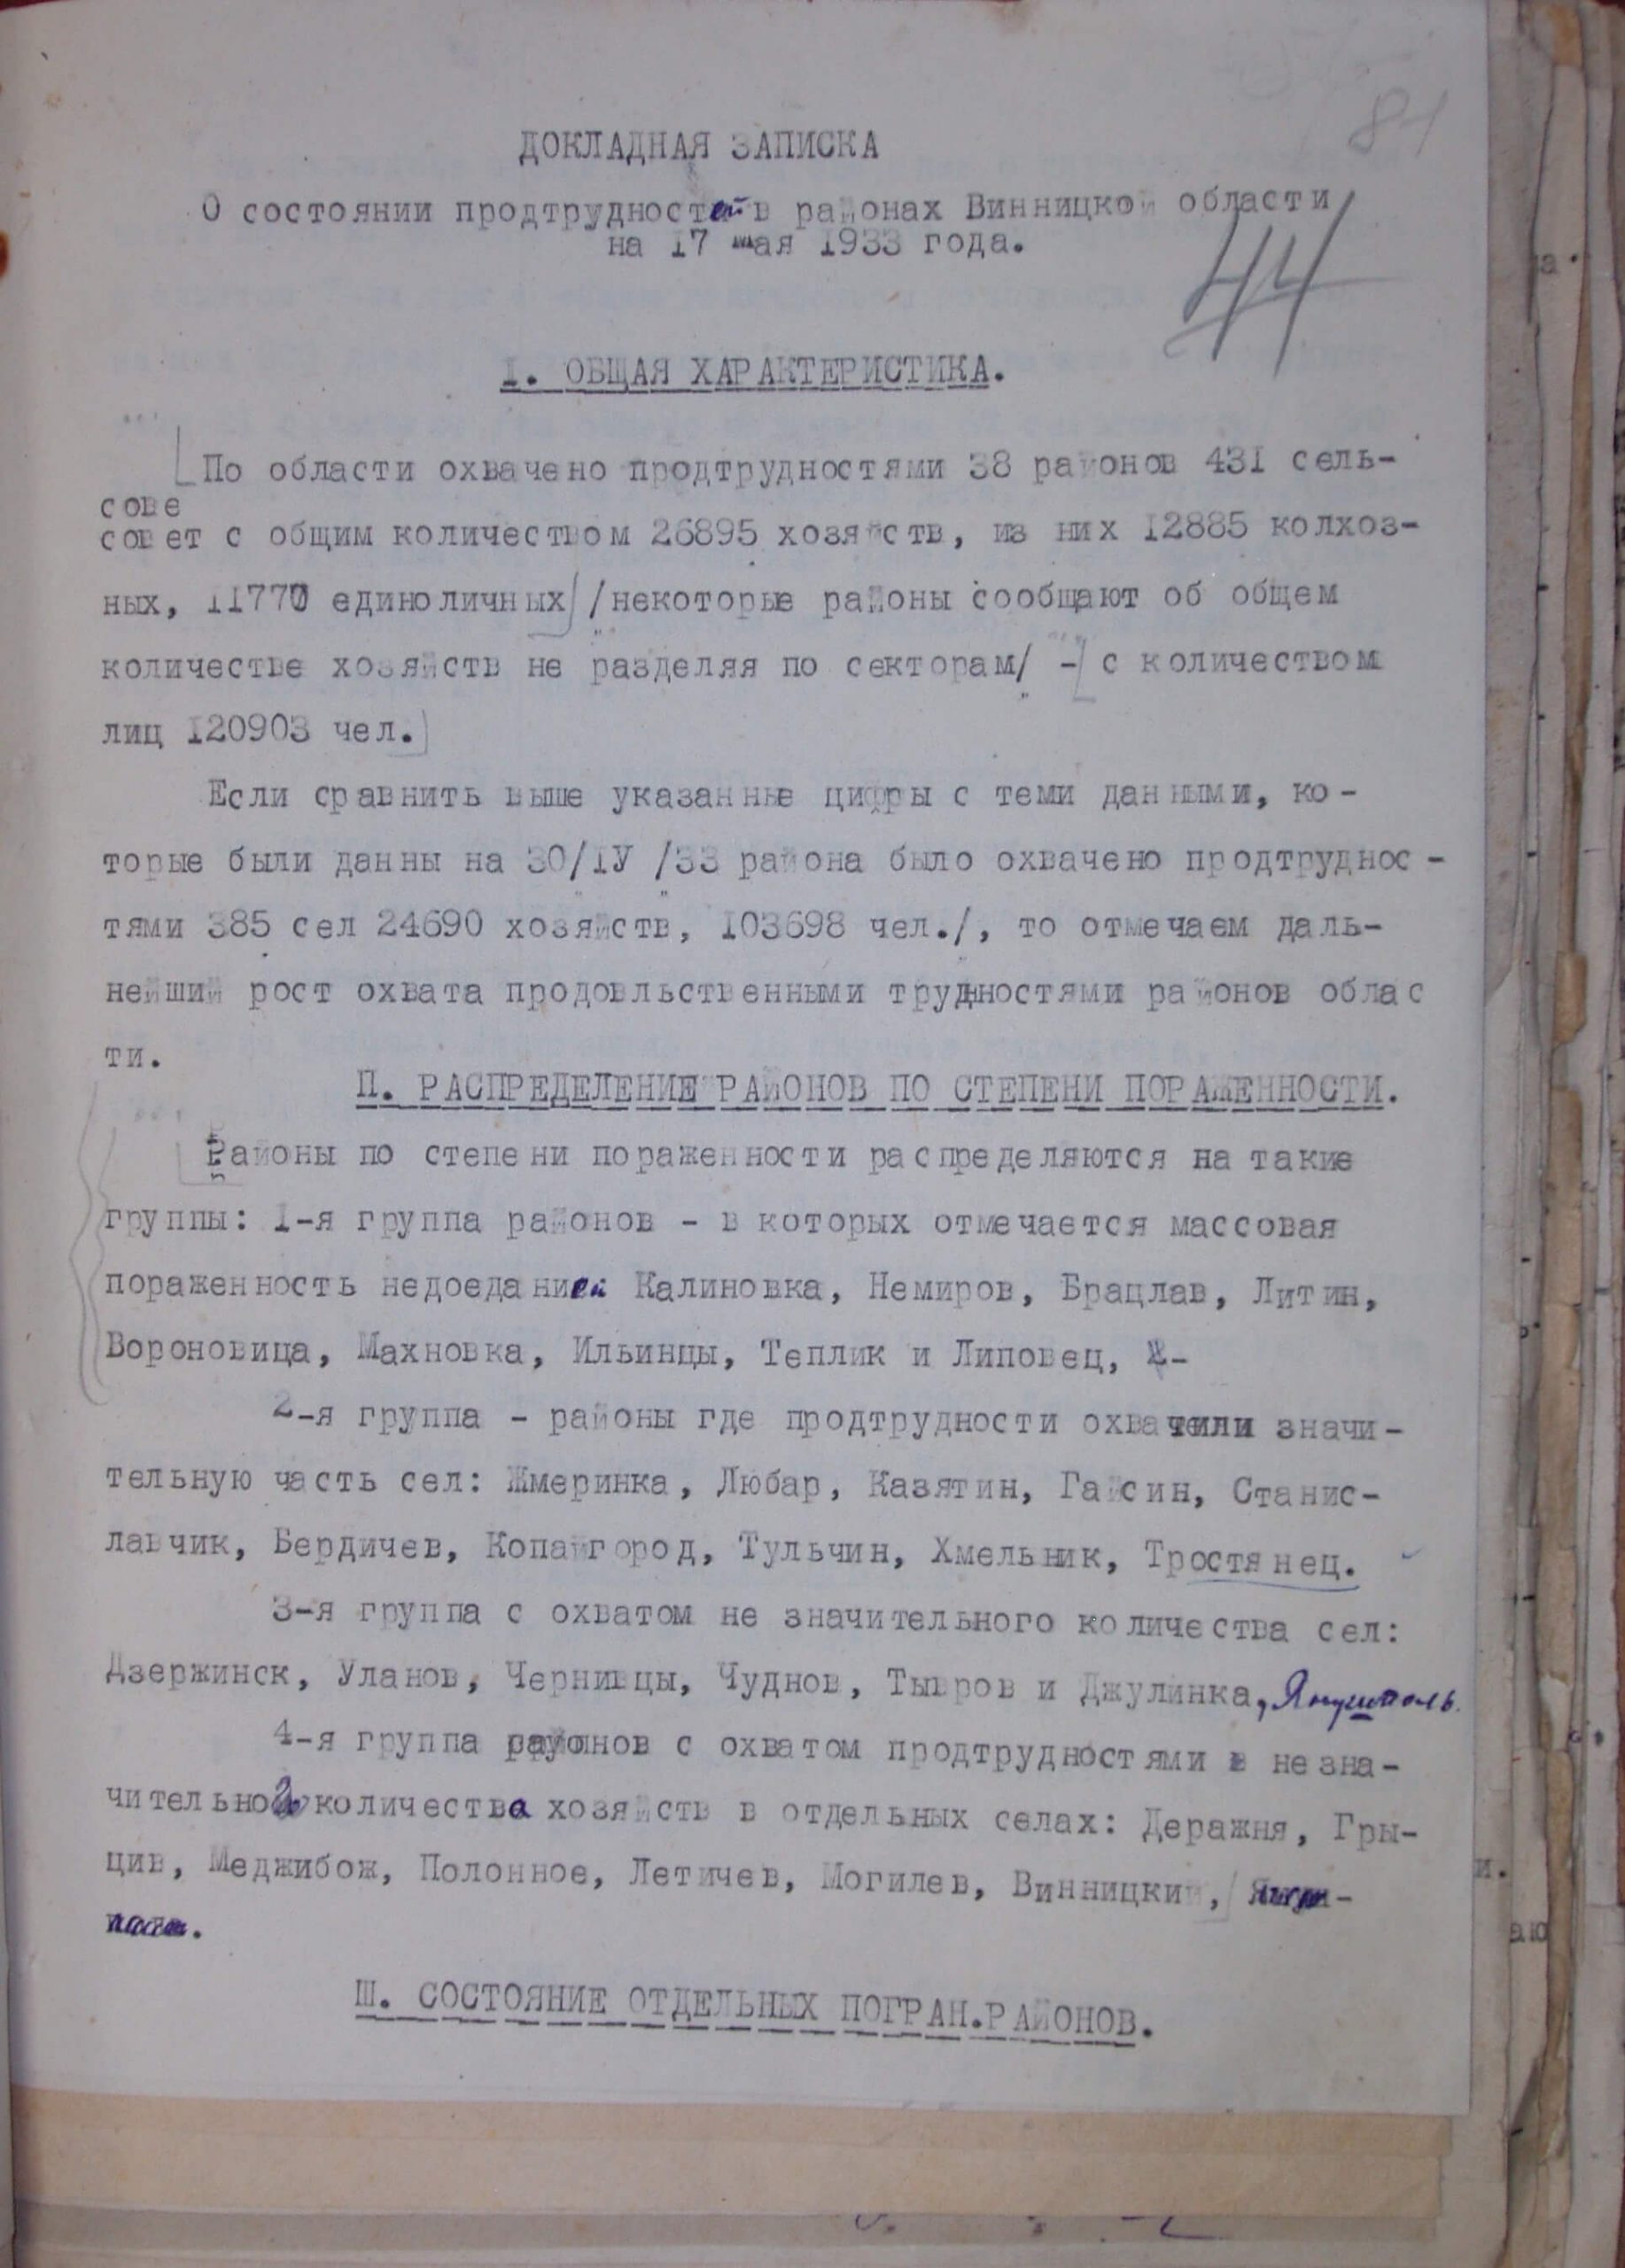 81
ДОКЛАДНАЯ ЗАПИСКА
О состоянии продтрудностей в районах Винницкой области
на 17 мая 1933 года.
44
I. ОБЩАЯ ХАРАКТЕРИСТИКА.
По области охвачено продтрудностями 38 районов 431 сель-
сове
совет с общим количеством 26895 хозяйств, из них 12885 колхоз-
ных, 11770 единоличных /некоторые районы сообщают об общем
количестве хозяйств не разделяя по секторам/ - с количеством
лиц 120903 чел.
Если сравнить выше указанные цифры с теми данными, ко-
торые были данны на 30/IУ /33 района было охвачено продтруднос-
тями 385 сел 24690 хозяйств, 103698 чел./, то отмечаем даль-
нейший рост охвата продовльственными трудностями районов облас
ти.
П. РАСПРЕДЕЛЕНИЕ РАЙОНОВ ПО СТЕПЕНИ ПОРАЖЕННОСТИ.
Районы по степени пораженности распределяются на такие
группы: 1-я группа районов - в которых отмечается массовая
пораженность недоеданием Калиновка, Немиров, Брацлав, Литин,
Вороновица, Махновка, Ильинцы, Теплик и Липовец,
2-я группа - районы где продтрудности охватили значи-
тельную часть сел: Жмеринка, Любар, Казятин, Гайсин, Станис-
лавчик, Бердичев, Копайгород, Тульчин, Хмельник, Тростянец.
3-я группа с охватом не значительного количества сел:
Дзержинск, Уланов, Чернивцы, Чуднов, Тывров и Джулинка, Янушполь.
4-я группа районов с охватом продтрудностями в незна-
чительного количества хозяйств в отдельных селах: Деражня, Гры-
цив, Меджибож, Полонное, Летичев, Могилев, Винницкий,
Ш. СОСТОЯНИЕ ОТДЕЛЬНЫХ ПОГРАН.РАЙОНОВ.